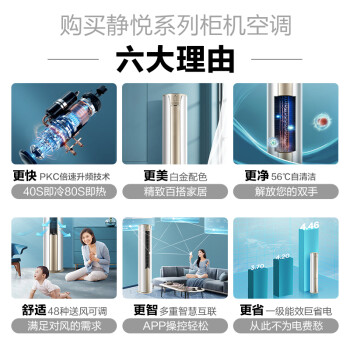 购买静悦系列柜机空调
六大理由
更快 PKC倍速升频技术
40S即冷80S即热
更美 白金配色
精致百搭家居
更净 56℃自清洁
解放您的双手
3.70
4.20
4.46
舒适 48种送风可调
满足对风的需求
更智 多重智慧互联
APP操控轻松
更省 一级能效巨省电
从此不为电费愁